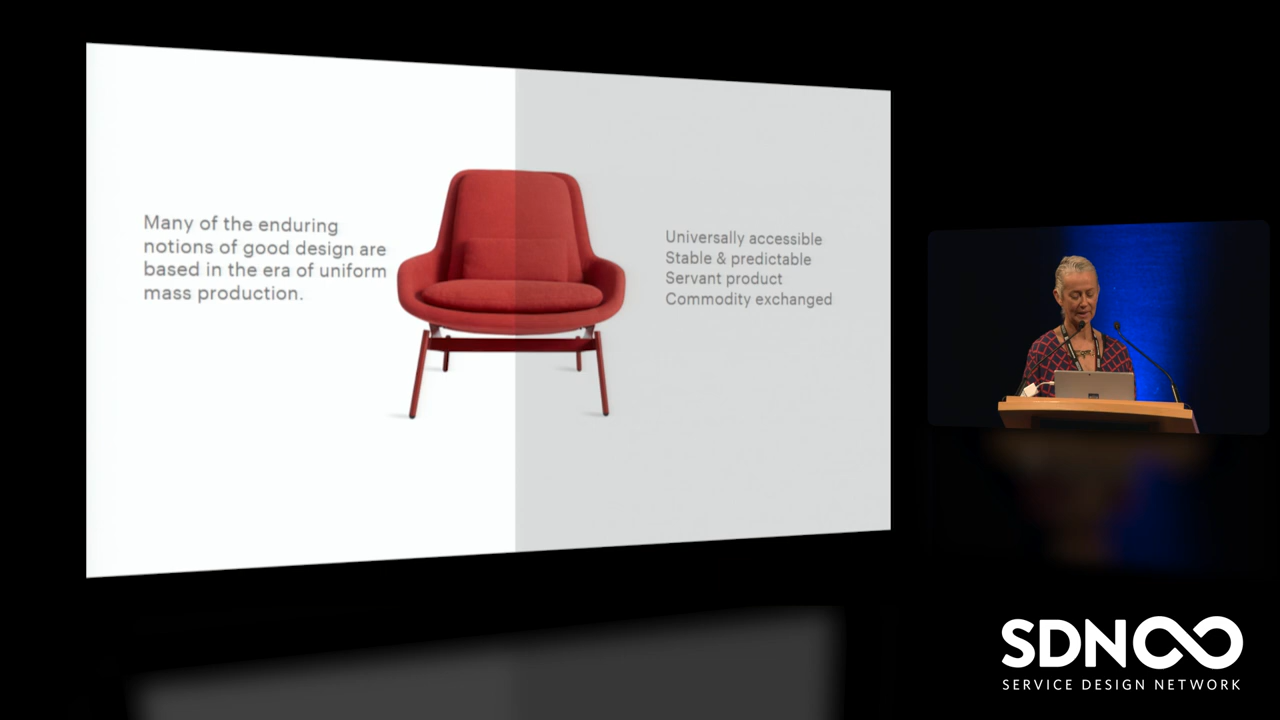 Many of the enduring
notions of good design are
based in the era of uniform
mass production.
Universally accessible
Stable & predictable
Servant product
Commodity exchanged
SDN
SERVICE DESIGN NETWORK